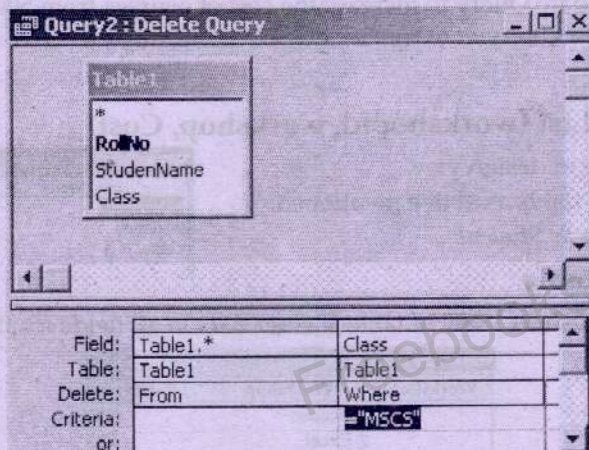 Query2 : Delete Query
Table1
*
RollNo
StudenName
Class
Field: Table1.* Class
Table: Table1 Table1
Delete: From Where
Criteria: ="MSCS"
or: